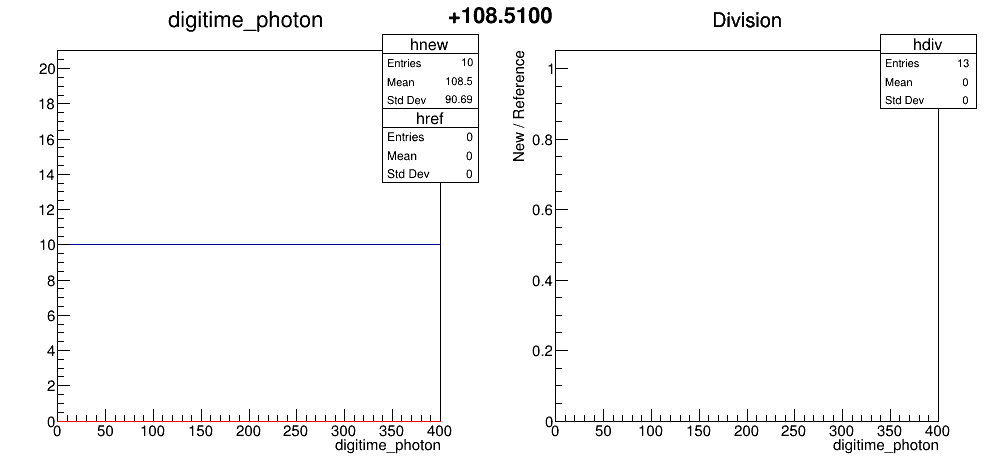 +108.5100
digitime_photon
hnew
Entries 10
Mean 108.5
Std Dev 90.69
href
Entries 0
Mean 0
Std Dev 0
20
18
16
14
12
10
8
6
4
2
0
0 50 100 150 200 250 300 350 400
digitime_photon
Division
hdiv
Entries 13
Mean 0
Std Dev 0
New / Reference
1
0.8
0.6
0.4
0.2
0
0 50 100 150 200 250 300 350 400
digitime_photon